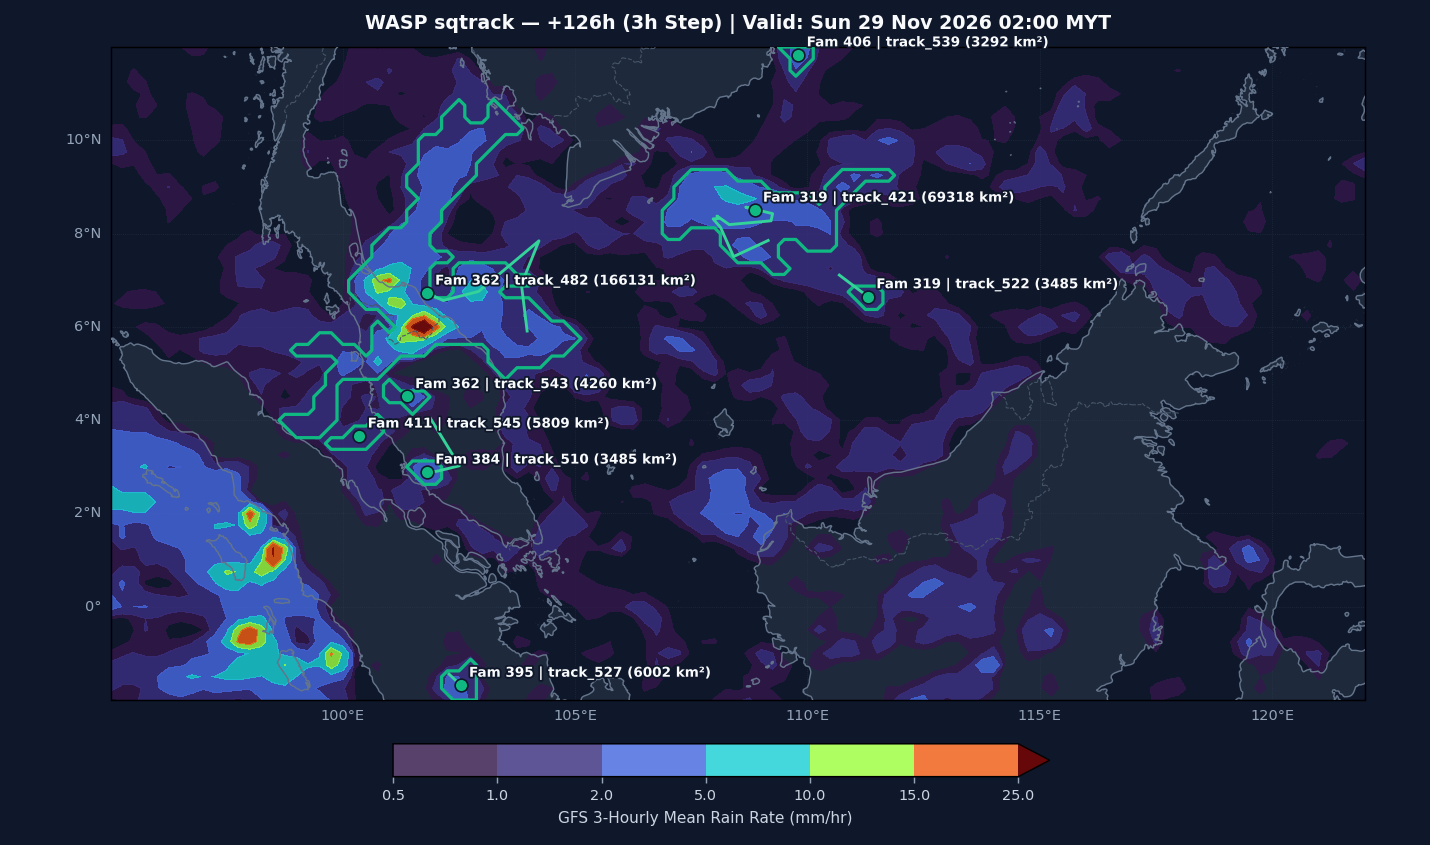 WASP sqtrack — +126h (3h Step) | Valid: Sun 29 Nov 2026 02:00 MYT
Fam 406 | track_539 (3292 km²)
10°N
Fam 319 | track_421 (69318 km²)
8°N
Fam 362 | track_482 (166131 km²)
Fam 319 | track_522 (3485 km²)
6°N
Fam 362 | track_543 (4260 km²)
4°N
Fam 411 | track_545 (5809 km²)
Fam 384 | track_510 (3485 km²)
2°N
0°
Fam 395 | track_527 (6002 km²)
100°E 105°E 110°E 115°E 120°E
0.5 1.0 2.0 5.0 10.0 15.0 25.0
GFS 3-Hourly Mean Rain Rate (mm/hr)